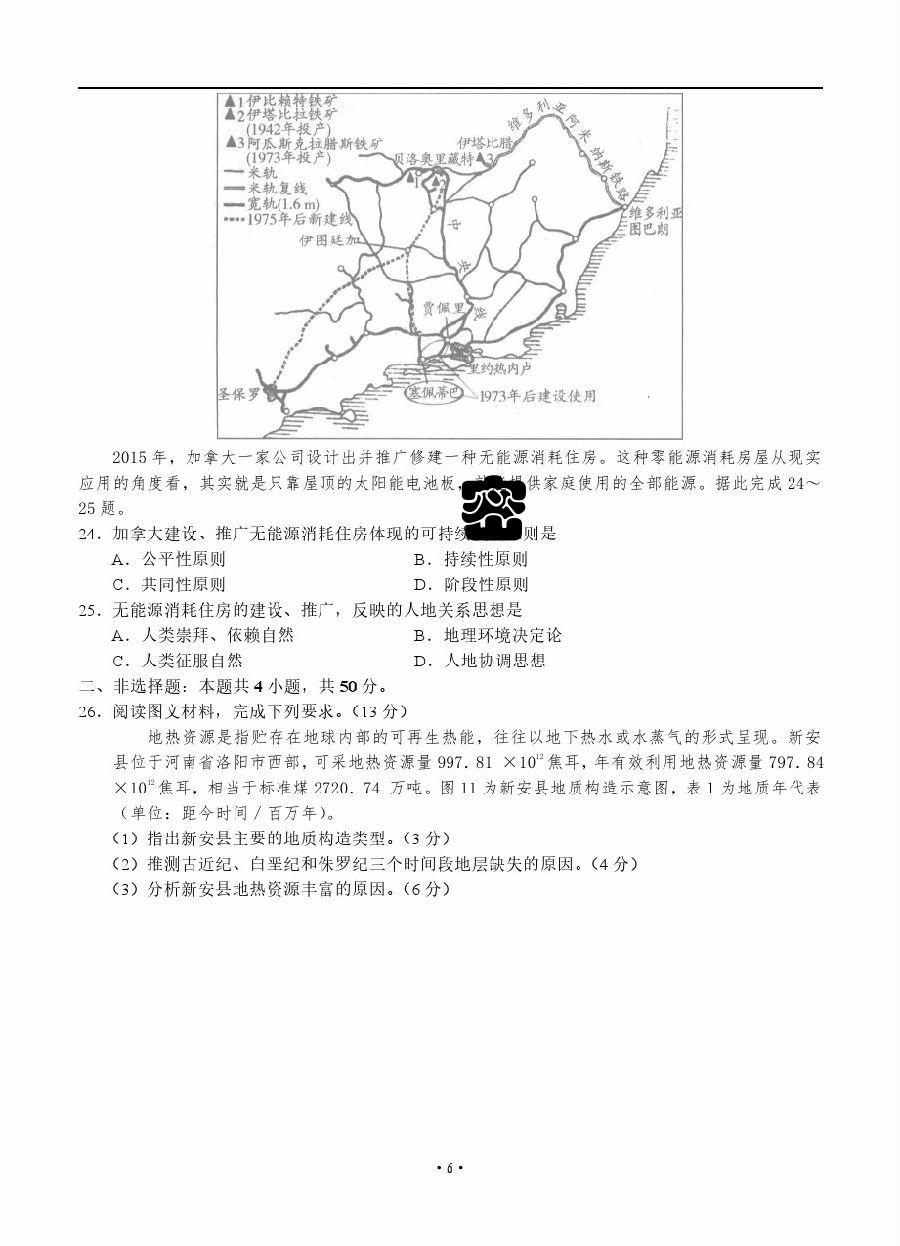 ▲1伊比赖特铁矿
▲2伊塔比拉铁矿
(1942年投产)
▲3阿瓜斯克拉腊斯铁矿
(1973年投产)
米轨
米轨复线
宽轨(1.6 m)
1975年后新建线
伊塔比腊
贝洛奥里藏特▲3
▲1
2
维多利亚阿米纳斯铁路
维多利亚
图巴朗
伊图廷加
中央线
贾佩里
里约热内卢
圣保罗
塞佩蒂巴
1973年后建设使用
2015年，加拿大一家公司设计出并推广修建一种无能源消耗住房。这种零能源消耗房屋从现实
应用的角度看，其实就是只靠屋顶的太阳能电池板，提供家庭使用的全部能源。据此完成24～
25题。
24．加拿大建设、推广无能源消耗住房体现的可持续则是
A．公平性原则 B．持续性原则
C．共同性原则 D．阶段性原则
25．无能源消耗住房的建设、推广，反映的人地关系思想是
A．人类崇拜、依赖自然 B．地理环境决定论
C．人类征服自然 D．人地协调思想
二、非选择题：本题共4小题，共50分。
26．阅读图文材料，完成下列要求。（13分）
地热资源是指贮存在地球内部的可再生热能，往往以地下热水或水蒸气的形式呈现。新安
县位于河南省洛阳市西部，可采地热资源量997.81 ×10¹²焦耳，年有效利用地热资源量797.84
×10¹²焦耳，相当于标准煤2720.74 万吨。图11为新安县地质构造示意图，表1为地质年代表
（单位：距今时间／百万年）。
（1）指出新安县主要的地质构造类型。（3分）
（2）推测古近纪、白垩纪和侏罗纪三个时间段地层缺失的原因。（4分）
（3）分析新安县地热资源丰富的原因。（6分）
·6·